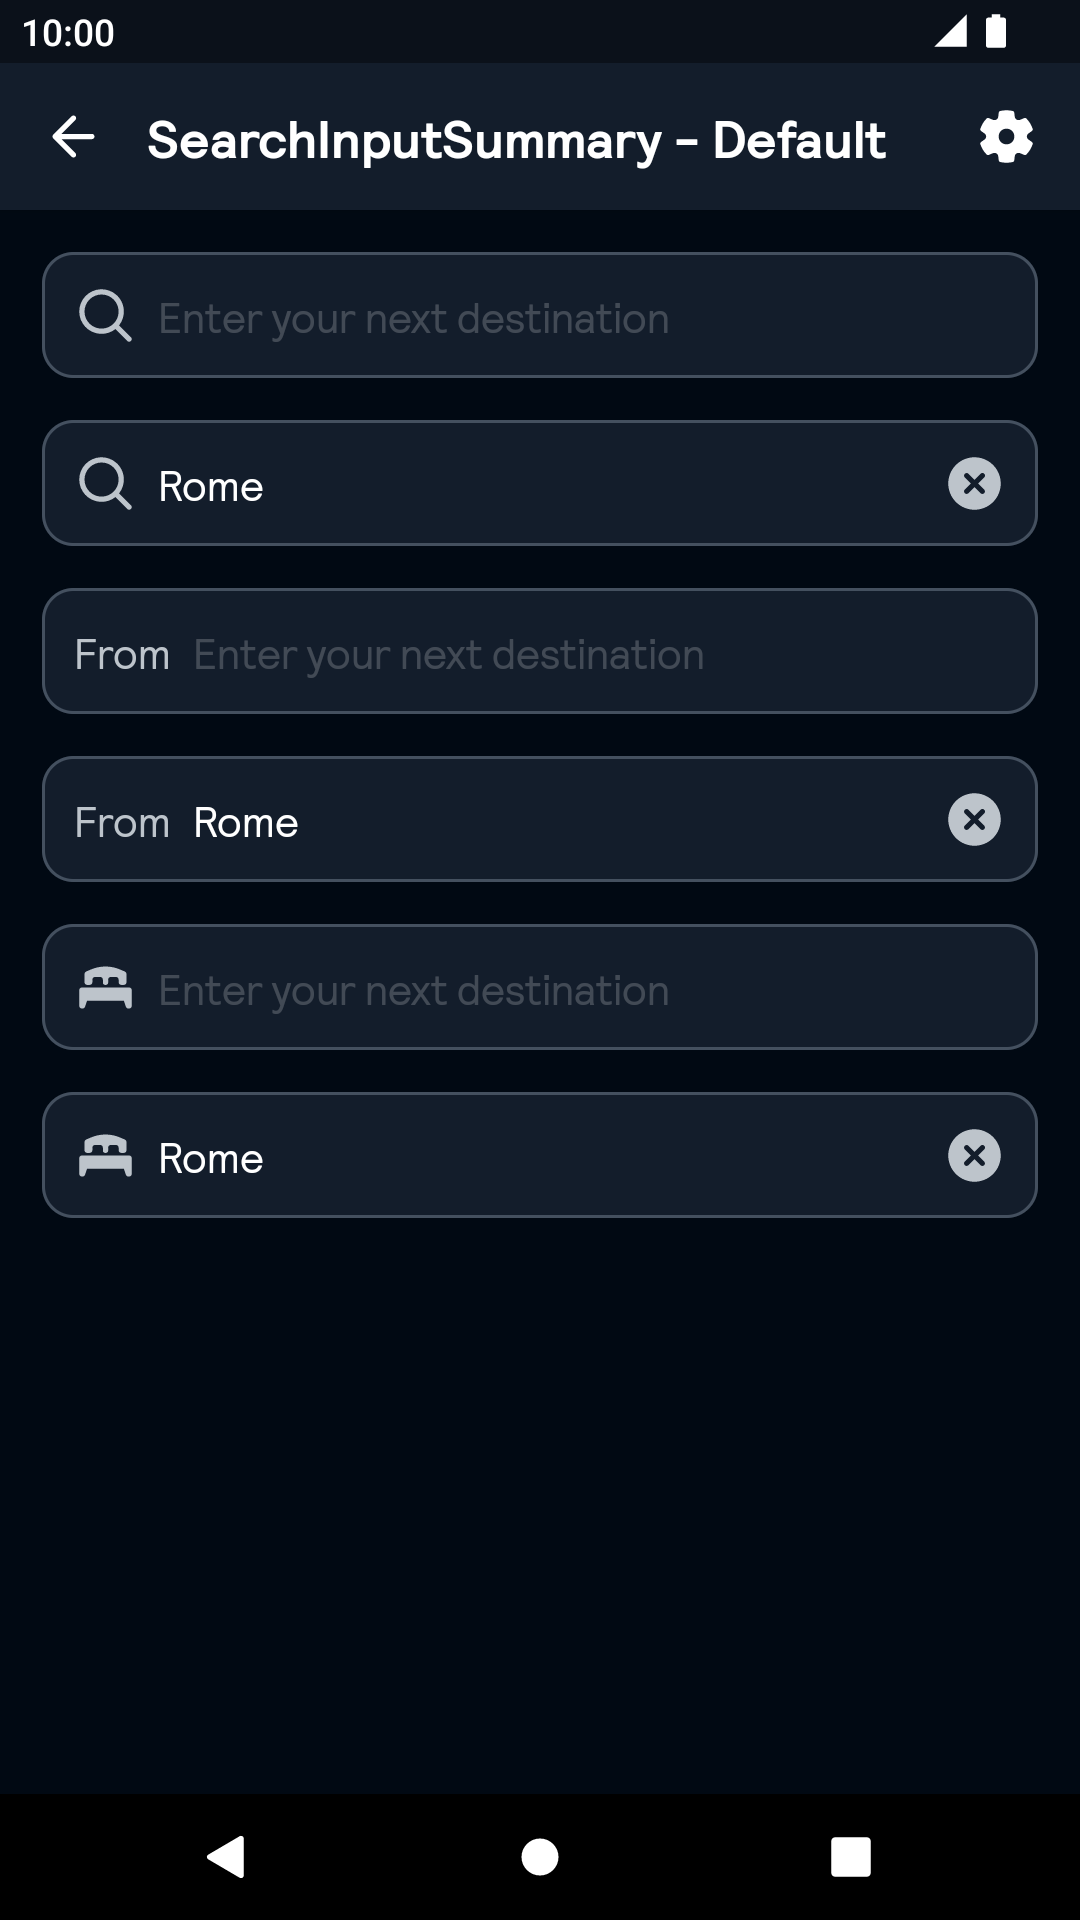 10:00
SearchInputSummary - Default
Enter your next destination
Rome
From Enter your next destination
From Rome
Enter your next destination
Rome